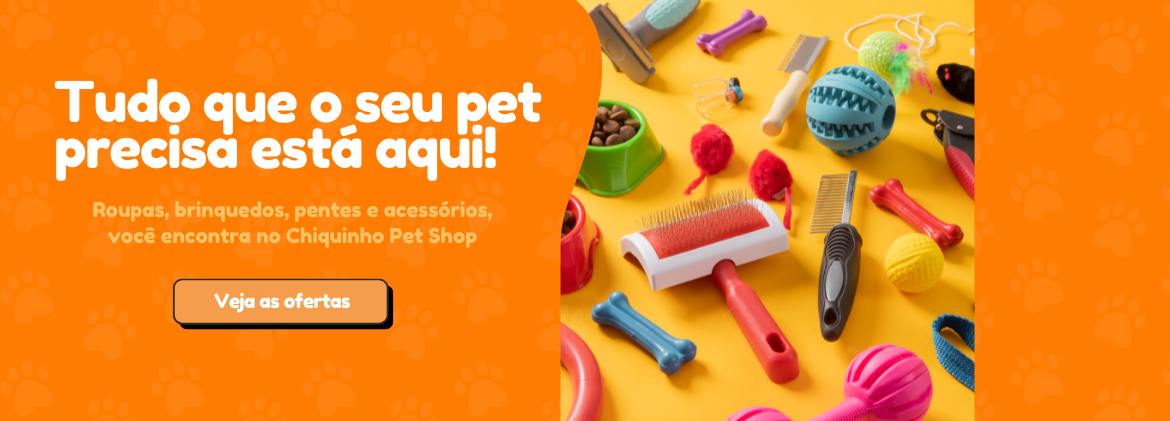 Tudo que o seu pet
precisa está aqui!
Roupas, brinquedos, pentes e acessórios,
você encontra no Chiquinho Pet Shop
Veja as ofertas